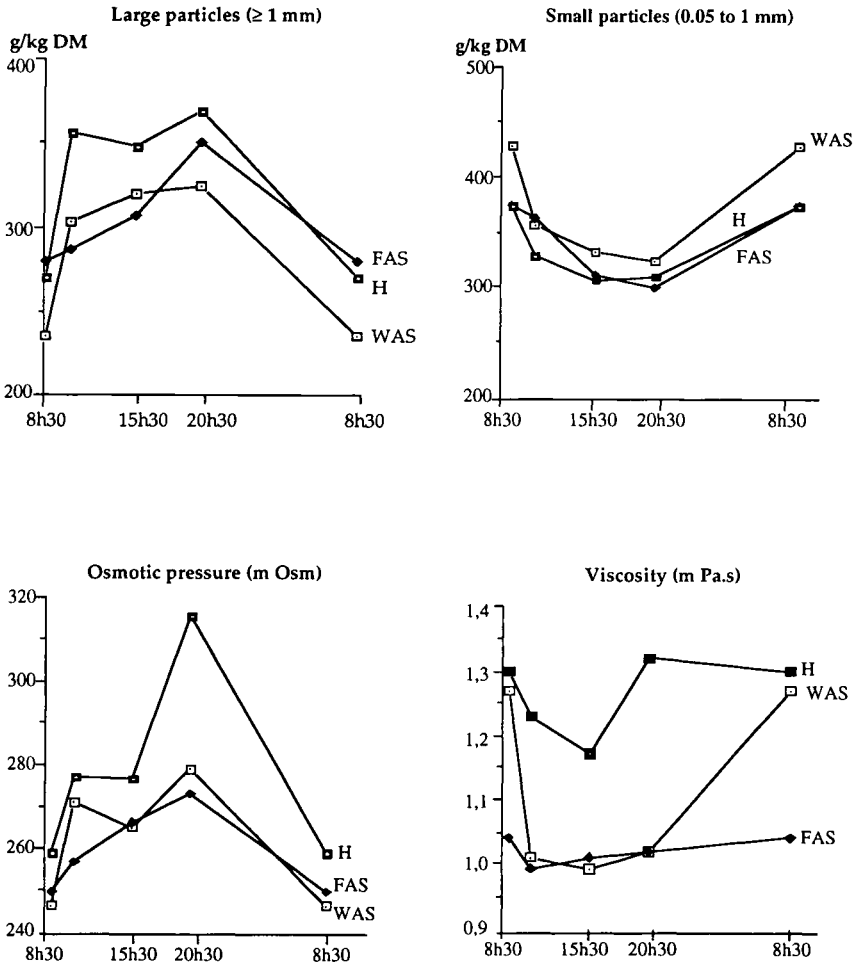 Large particles (≥ 1 mm)
g/kg DM
400
300
200
8h30 15h30 20h30 8h30
FAS
H
WAS
Small particles (0.05 to 1 mm)
g/kg DM
500
400
300
200
8h30 15h30 20h30 8h30
WAS
H
FAS
Osmotic pressure (m Osm)
320
300
280
260
240
8h30 15h30 20h30 8h30
H
FAS
WAS
Viscosity (m Pa.s)
1,4
1,3
1,2
1,1
1,0
0,9
8h30 15h30 20h30 8h30
H
WAS
FAS